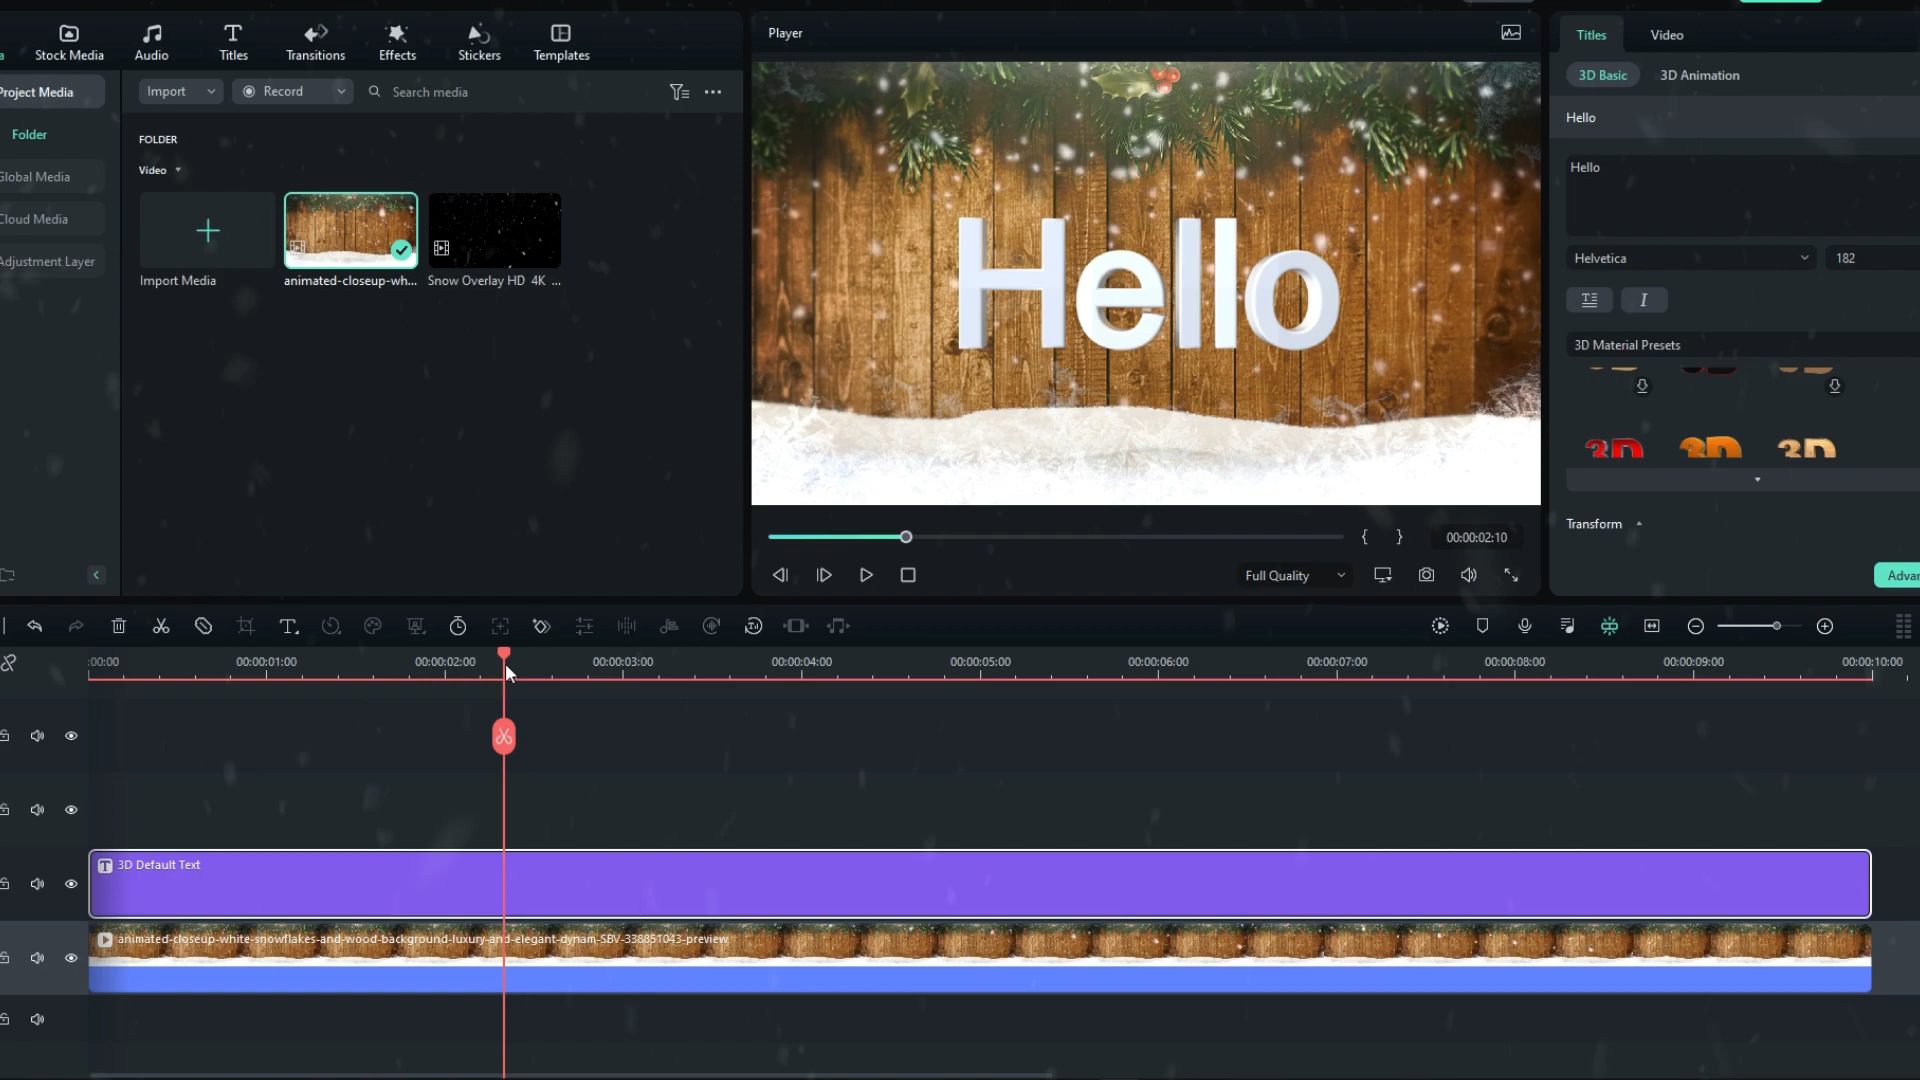 Stock Media
Audio
Titles
Transitions
Effects
Stickers
Templates
Project Media
Folder
Global Media
Cloud Media
Adjustment Layer
Import
Record
Search media
FOLDER
Video
Import Media
animated-closeup-wh...
Snow Overlay HD 4K ...
Player
Hello
00:00:02:10
Full Quality
Titles
Video
3D Basic
3D Animation
Hello
Hello
Helvetica
182
I
3D Material Presets
3D 3D 3D
Transform
Advan
:00:00
00:00:01:00
00:00:02:00
00:00:03:00
00:00:04:00
00:00:05:00
00:00:06:00
00:00:07:00
00:00:08:00
00:00:09:00
00:00:10:00
3D Default Text
animated-closeup-white-snowflakes-and-wood-background-luxury-and-elegant-dynam-SBV-338851043-preview